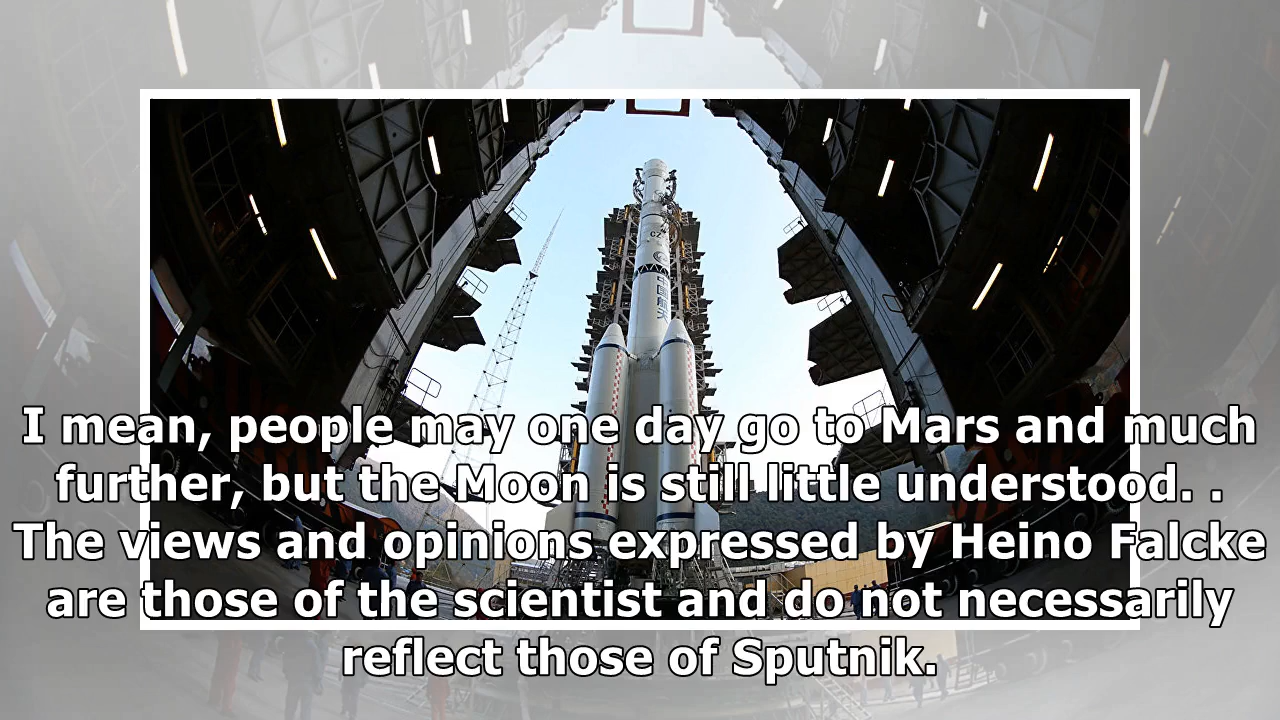 I mean, people may one day go to Mars and much
further, but the Moon is still little understood. .
The views and opinions expressed by Heino Falcke
are those of the scientist and do not necessarily
reflect those of Sputnik.